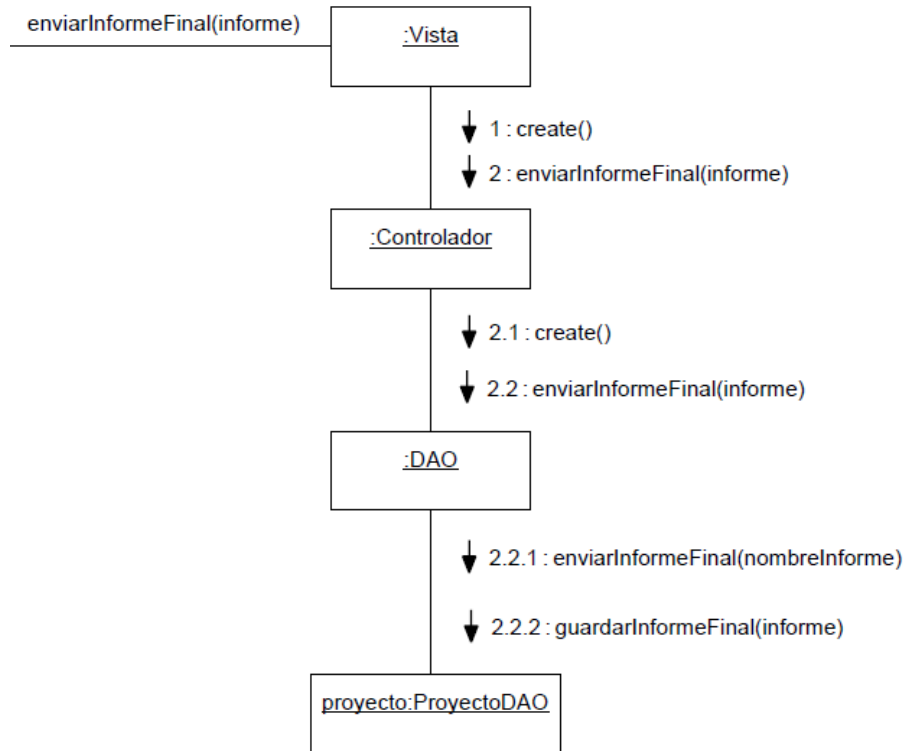 enviarInformeFinal(informe)
:Vista
1 : create()
2 : enviarInformeFinal(informe)
:Controlador
2.1 : create()
2.2 : enviarInformeFinal(informe)
:DAO
2.2.1 : enviarInformeFinal(nombreInforme)
2.2.2 : guardarInformeFinal(informe)
proyecto:ProyectoDAO